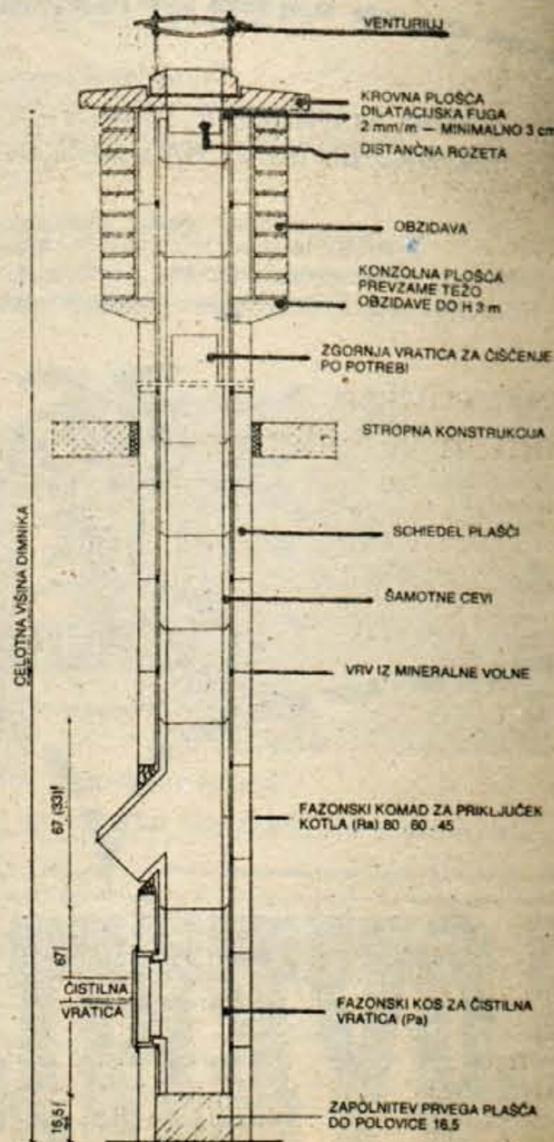 VENTURIIJ
KROVNA PLOŠČA
DILATACIJSKA FUGA
2 mm/m — MINIMALNO 3 cm
DISTANČNA ROZETA
OBZIDAVA
KONZOLNA PLOŠČA
PREVZAME TEŽO
OBZIDAVE DO H 3 m
ZGORNJA VRATICA ZA ČIŠČENJE
PO POTREBI
STROPNA KONSTRUKCIJA
SCHIEDEL PLAŠČI
ŠAMOTNE CEVI
VRV IZ MINERALNE VOLNE
FAZONSKI KOMAD ZA PRIKLJUČEK
KOTLA (Ra) 80 . 60 . 45
FAZONSKI KOS ZA ČISTILNA
VRATICA (Pa)
ZAPOLNITEV PRVEGA PLAŠČA
DO POLOVICE 16.5
CELOTNA VIŠINA DIMNIKA
67 (33)
67
ČISTILNA
VRATICA
16,5